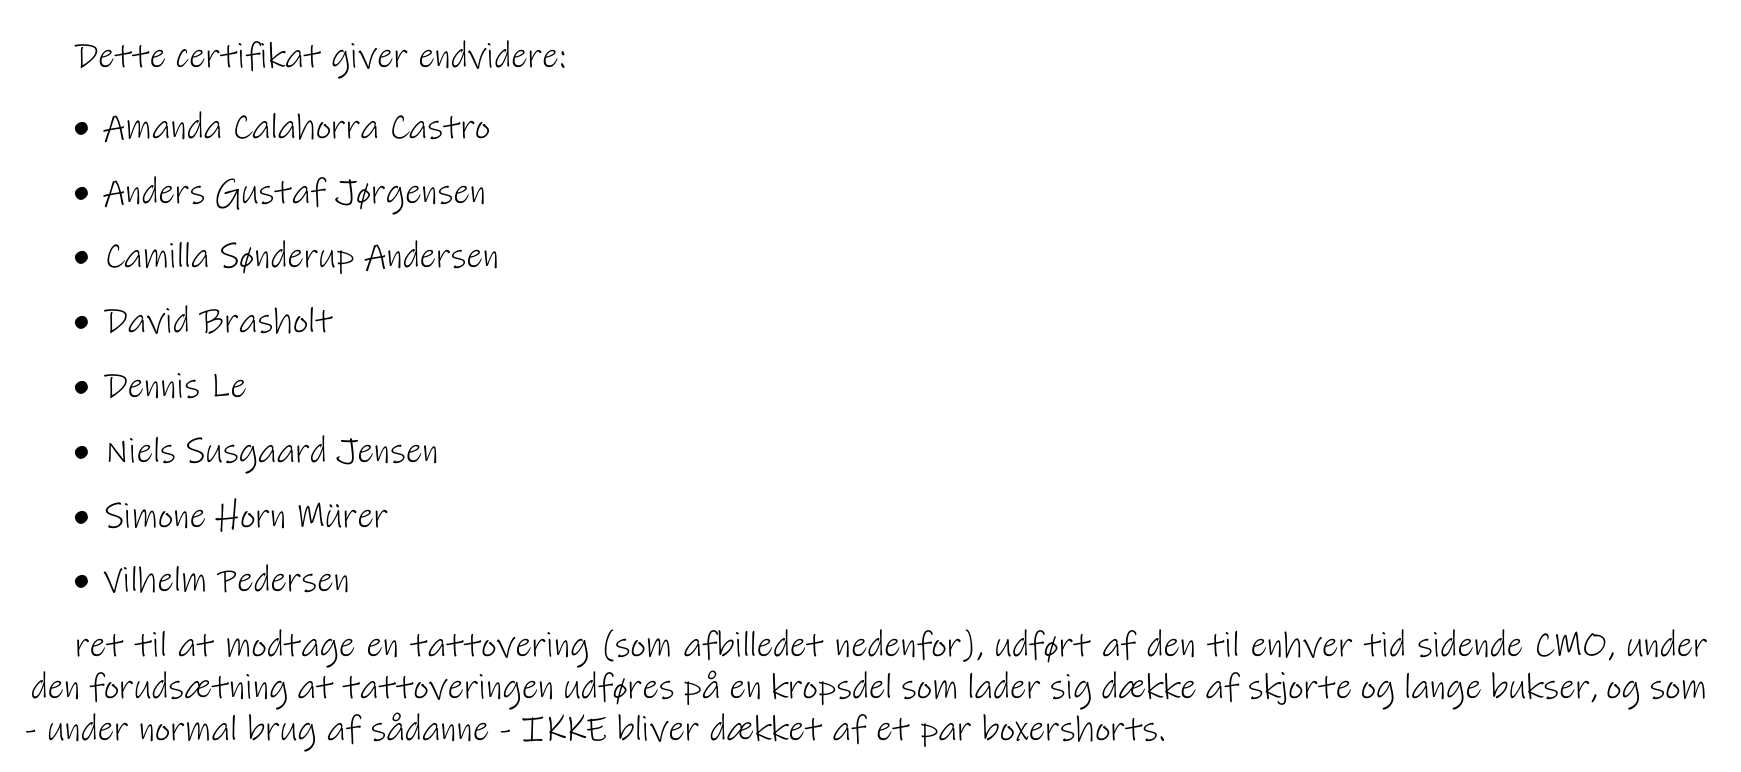 Dette certifikat giver endvidere:
• Amanda Calahorra Castro
• Anders Gustaf Jørgensen
• Camilla Sønderup Andersen
• David Brasholt
• Dennis Le
• Niels Susgaard Jensen
• Simone Horn Mürer
• Vilhelm Pedersen
ret til at modtage en tattovering (som afbilledet nedenfor), udført af den til enhver tid sidende CMO, under
den forudsætning at tattoveringen udføres på en kropsdel som lader sig dække af skjorte og lange bukser, og som
- under normal brug af sådanne - IKKE bliver dækket af et par boxershorts.